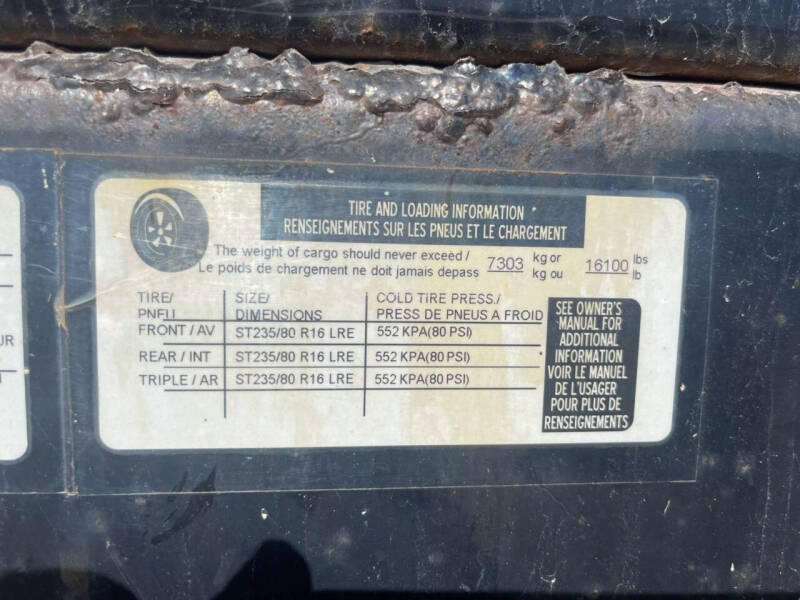 TIRE AND LOADING INFORMATION
RENSEIGNEMENTS SUR LES PNEUS ET LE CHARGEMENT
The weight of cargo should never exceed / 7303 kg or 16100 lbs
Le poids de chargement ne doit jamais depass kg ou lb
TIRE/ SIZE/ COLD TIRE PRESS./
PNEU DIMENSIONS PRESS DE PNEUS A FROID
FRONT / AV ST235/80 R16 LRE 552 KPA(80 PSI)
REAR / INT ST235/80 R16 LRE 552 KPA(80 PSI)
TRIPLE / AR ST235/80 R16 LRE 552 KPA(80 PSI)
SEE OWNER'S
MANUAL FOR
ADDITIONAL
INFORMATION
VOIR LE MANUEL
DE L'USAGER
POUR PLUS DE
RENSEIGNEMENTS
UR